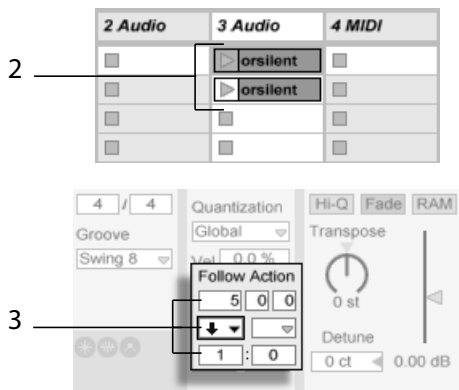 2 Audio 3 Audio 4 MIDI
2
orsilent
orsilent
4 / 4 Quantization Hi-Q Fade RAM
Groove Global Transpose
Swing 8 Vel 0.0 %
Follow Action
5 0 0 0 st
3
Detune
1 : 0 0 ct 0.00 dB